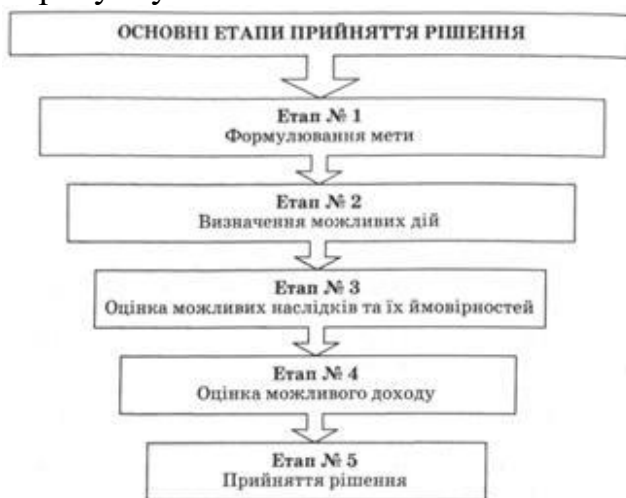 ОСНОВНІ ЕТАПИ ПРИЙНЯТТЯ РІШЕННЯ
Етап № 1
Формулювання мети
Етап № 2
Визначення можливих дій
Етап № 3
Оцінка можливих наслідків та їх ймовірностей
Етап № 4
Оцінка можливого доходу
Етап № 5
Прийняття рішення